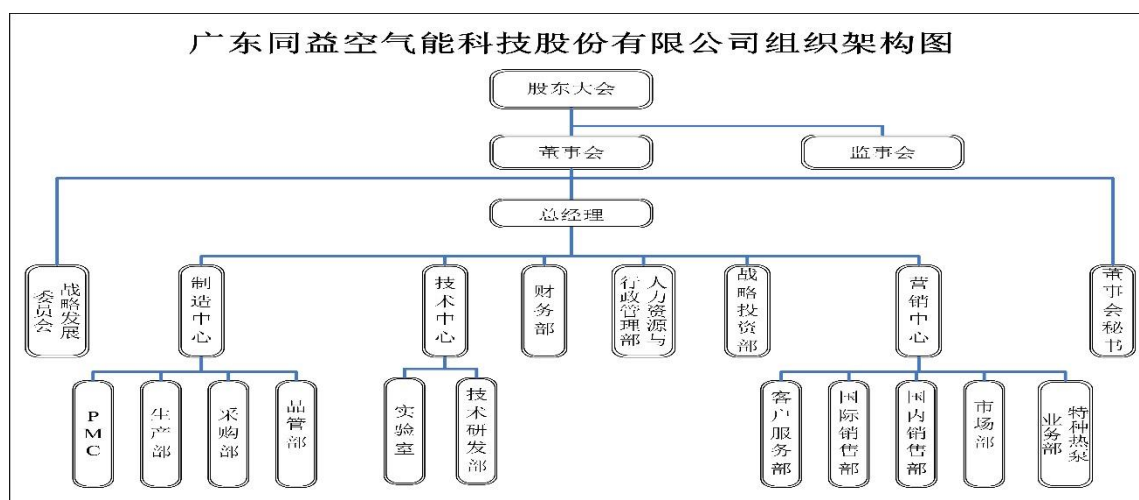 广东同益空气能科技股份有限公司组织架构图
股东大会
董事会
监事会
总经理
战略发展
委员会
制造中心
技术中心
财务部
人力资源与
行政管理部
战略投资部
营销中心
董事会秘书
PMC
生产部
采购部
品管部
实验室
技术研发部
客户服务部
国际销售部
国内销售部
市场部
特种热泵
业务部